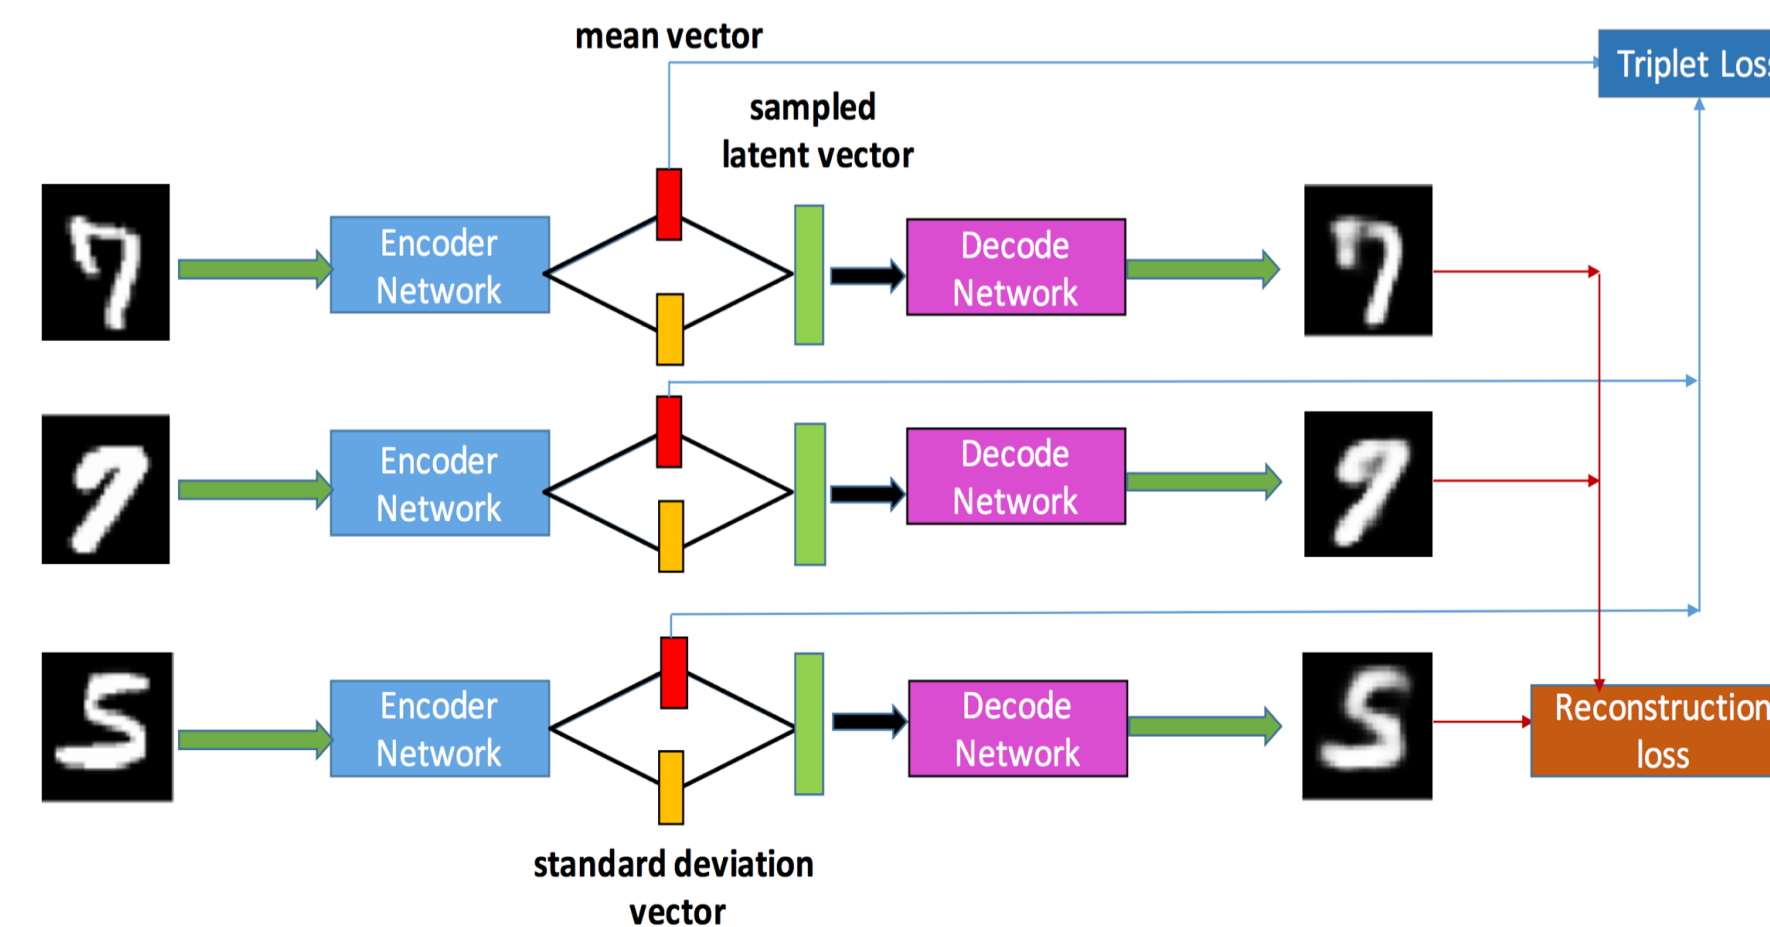 mean vector
Triplet Loss
sampled
latent vector
Encoder
Network
Decode
Network
Encoder
Network
Decode
Network
Encoder
Network
Decode
Network
Reconstruction
loss
standard deviation
vector